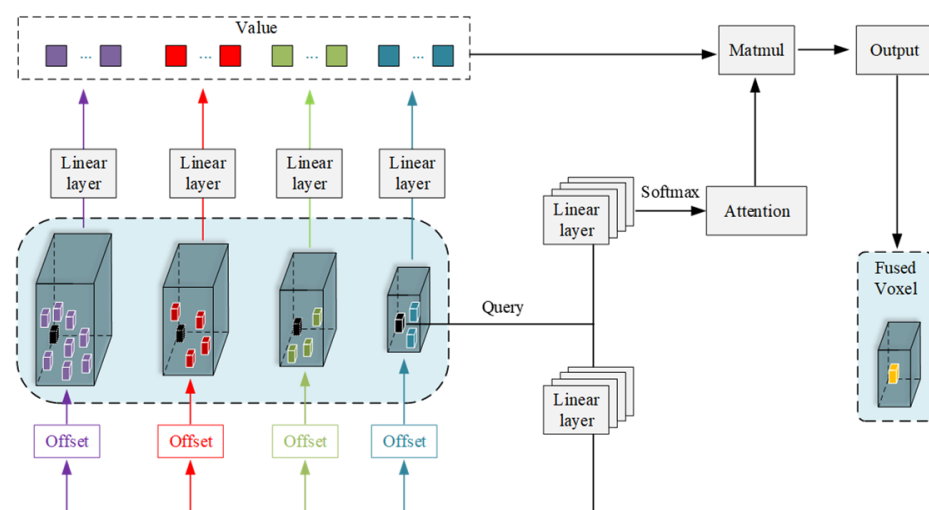 Value
... ... ... ...
Matmul
Output
Linear
layer
Linear
layer
Linear
layer
Linear
layer
Linear
layer
Softmax
Attention
Fused
Voxel
Query
Linear
layer
Offset
Offset
Offset
Offset